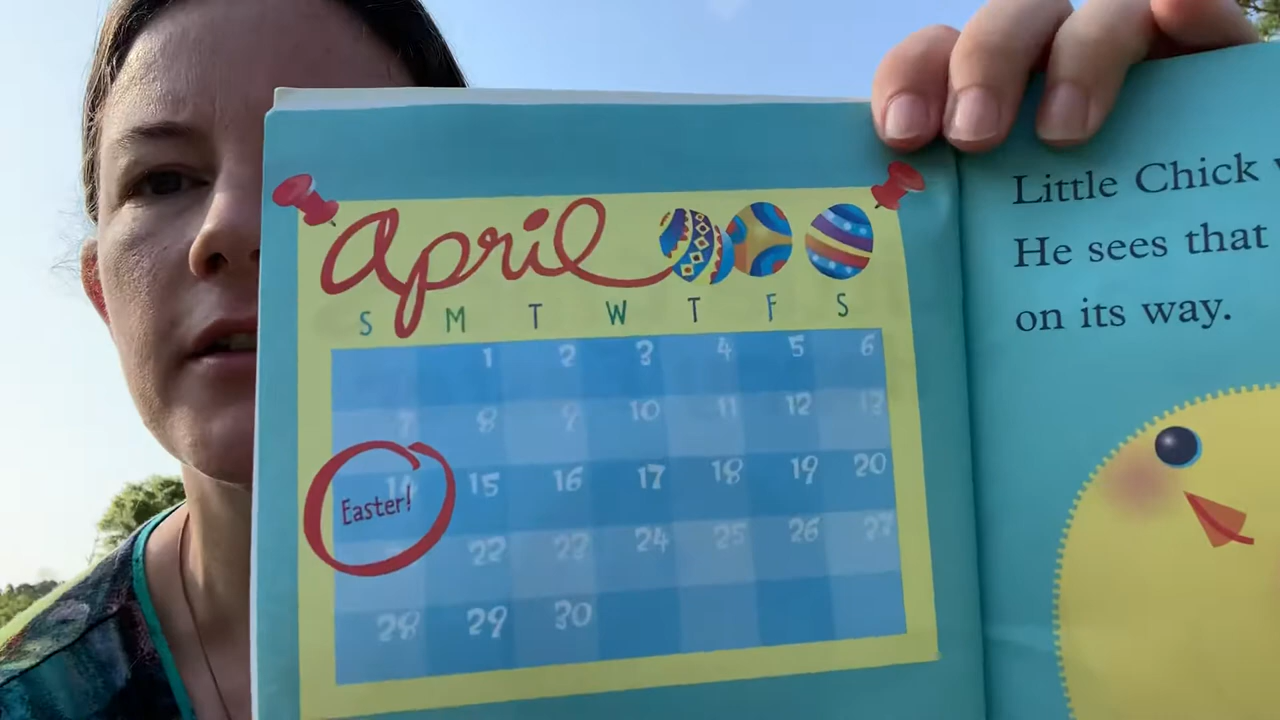 April
S M T W T F S
1 2 3 4 5 6
7 8 9 10 11 12 13
14 15 16 17 18 19 20
Easter!
22 23 24 25 26 27
28 29 30
Little Chick
He sees that
on its way.